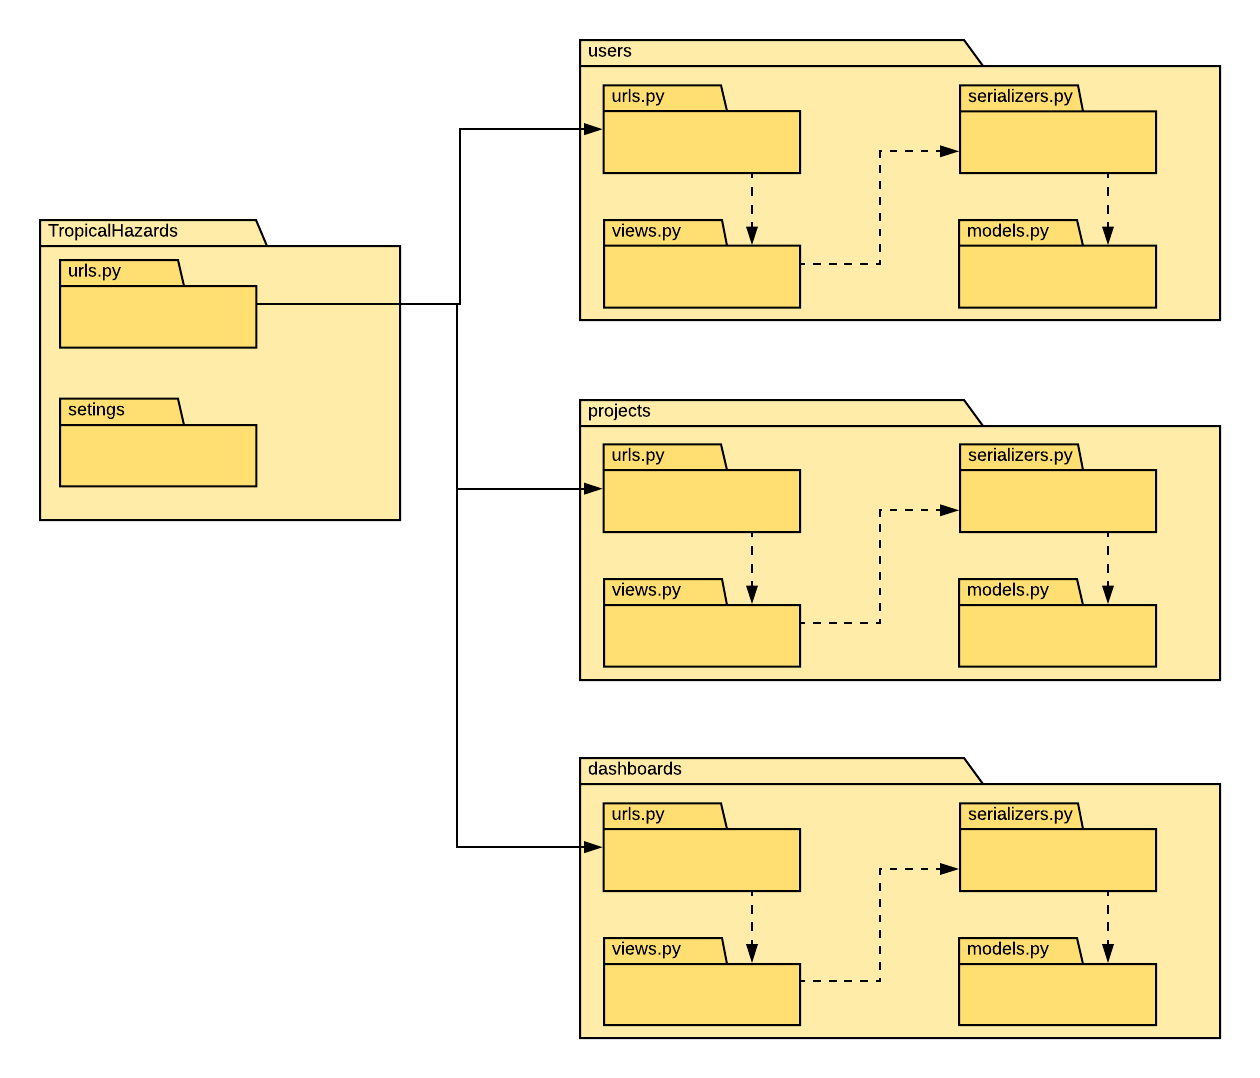 TropicalHazards
urls.py
setings
users
urls.py
serializers.py
views.py
models.py
projects
urls.py
serializers.py
views.py
models.py
dashboards
urls.py
serializers.py
views.py
models.py